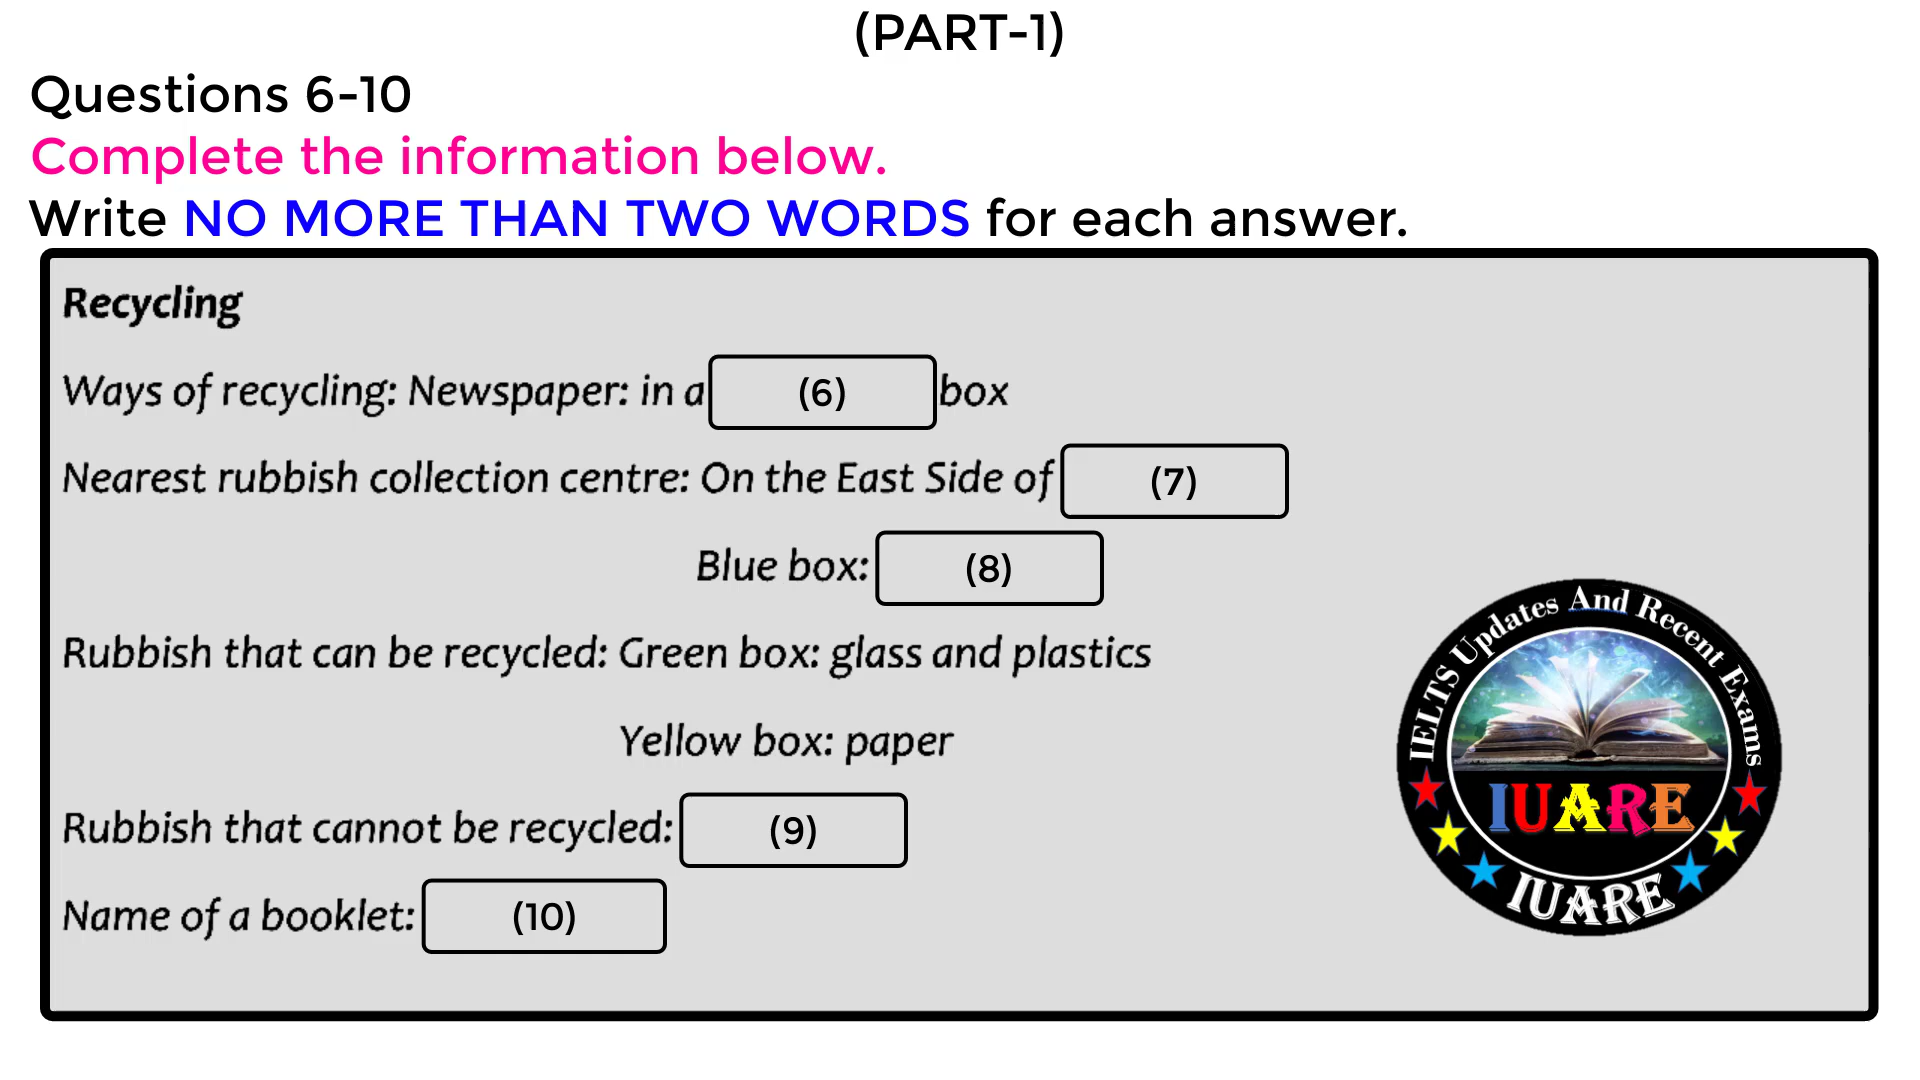 (PART-1)
Questions 6-10
Complete the information below.
Write NO MORE THAN TWO WORDS for each answer.
Recycling
Ways of recycling: Newspaper: in a (6) box
Nearest rubbish collection centre: On the East Side of (7)
Blue box: (8)
Rubbish that can be recycled: Green box: glass and plastics
Yellow box: paper
Rubbish that cannot be recycled: (9)
Name of a booklet: (10)
IELTS Updates And Recent Exams
IUARE
IUARE